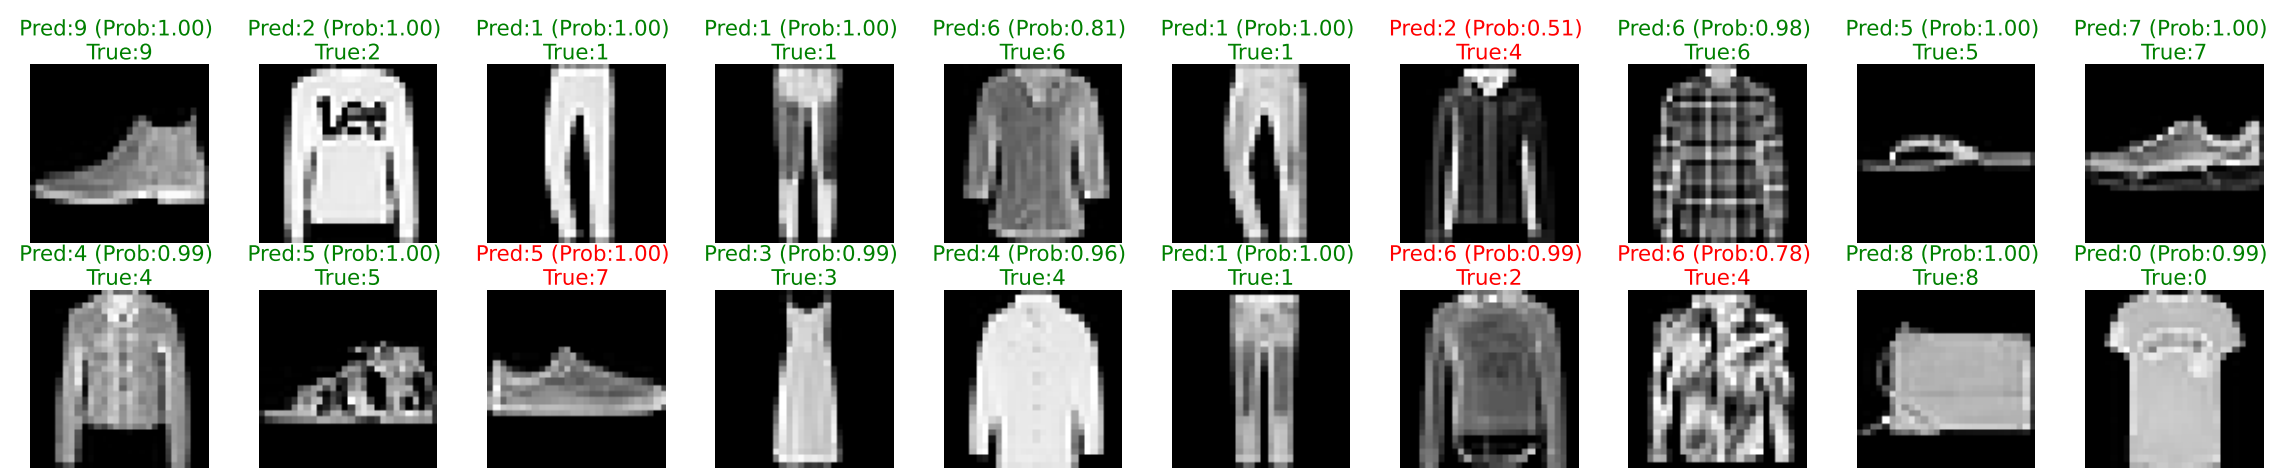 Pred:9 (Prob:1.00) Pred:2 (Prob:1.00) Pred:1 (Prob:1.00) Pred:1 (Prob:1.00) Pred:6 (Prob:0.81) Pred:1 (Prob:1.00) Pred:2 (Prob:0.51) Pred:6 (Prob:0.98) Pred:5 (Prob:1.00) Pred:7 (Prob:1.00)
True:9 True:2 True:1 True:1 True:6 True:1 True:4 True:6 True:5 True:7
Lee
Pred:4 (Prob:0.99) Pred:5 (Prob:1.00) Pred:5 (Prob:1.00) Pred:3 (Prob:0.99) Pred:4 (Prob:0.96) Pred:1 (Prob:1.00) Pred:6 (Prob:0.99) Pred:6 (Prob:0.78) Pred:8 (Prob:1.00) Pred:0 (Prob:0.99)
True:4 True:5 True:7 True:3 True:4 True:1 True:2 True:4 True:8 True:0